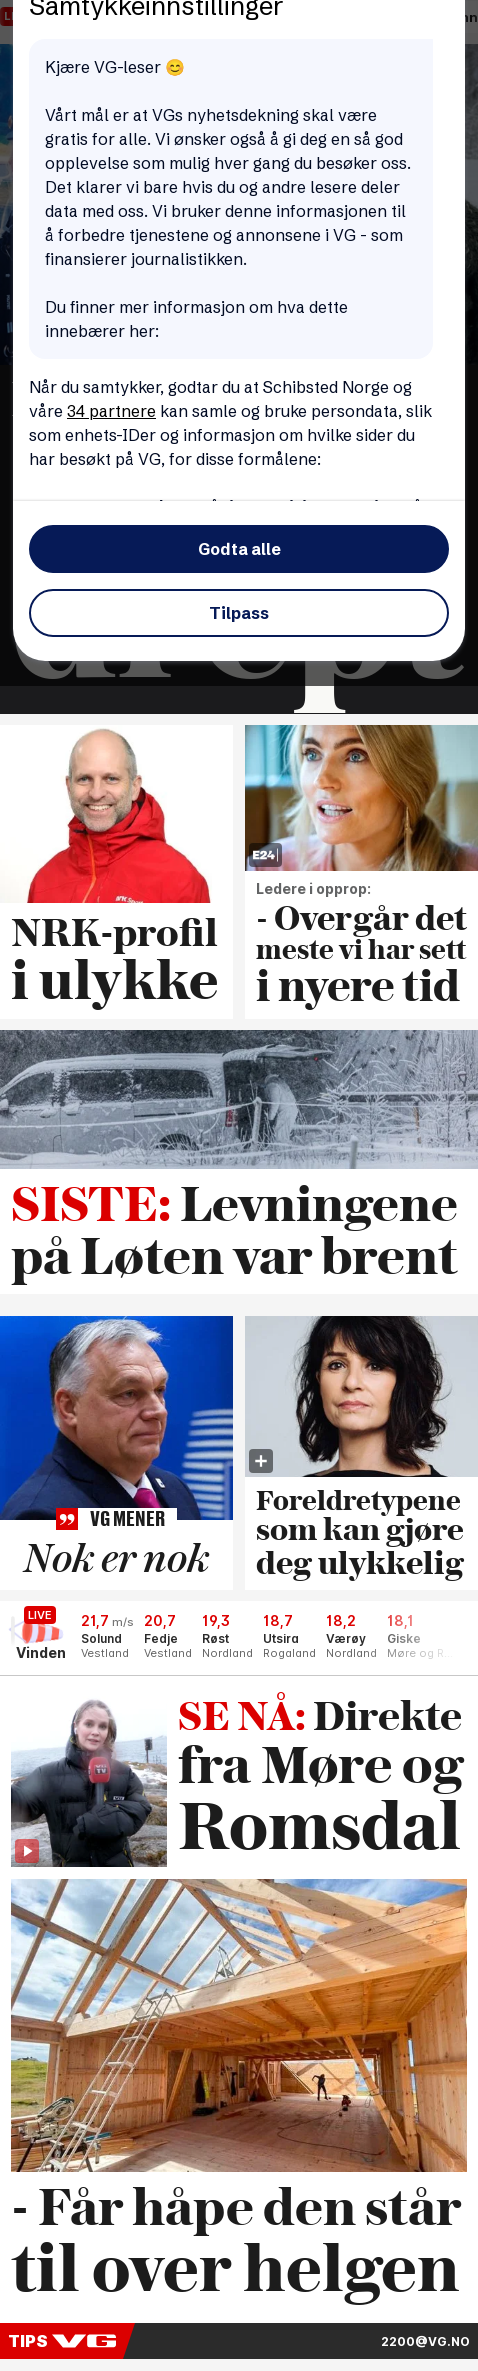 Samtykkeinnstillinger
Kjære VG-leser 😊
Vårt mål er at VGs nyhetsdekning skal være
gratis for alle. Vi ønsker også å gi deg en så god
opplevelse som mulig hver gang du besøker oss.
Det klarer vi bare hvis du og andre lesere deler
data med oss. Vi bruker denne informasjonen til
å forbedre tjenestene og annonsene i VG - som
finansierer journalistikken.
Du finner mer informasjon om hva dette
innebærer her:
Når du samtykker, godtar du at Schibsted Norge og
våre 34 partnere kan samle og bruke persondata, slik
som enhets-IDer og informasjon om hvilke sider du
har besøkt på VG, for disse formålene:
Godta alle
Tilpass
drept
NRK-profil
i ulykke
E24
Ledere i opprop:
- Overgår det
meste vi har sett
i nyere tid
SISTE: Levningene
på Løten var brent
VG MENER
Nok er nok
Foreldretypene
som kan gjøre
deg ulykkelig
LIVE
Vinden
21,7 m/s
Solund
Vestland
20,7
Fedje
Vestland
19,3
Røst
Nordland
18,7
Utsira
Rogaland
18,2
Værøy
Nordland
18,1
Giske
Møre og R...
SE NÅ: Direkte
fra Møre og
Romsdal
- Får håpe den står
til over helgen
TIPS VG
2200@VG.NO